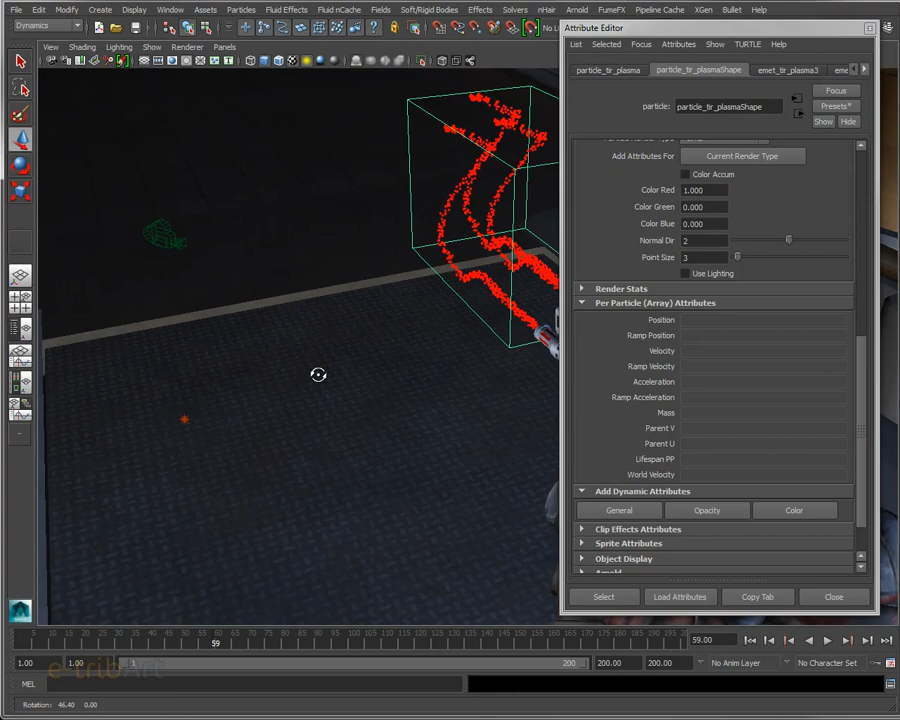 File Edit Modify Create Display Window Assets Particles Fluid Effects Fluid nCache Fields Soft/Rigid Bodies Effects Solvers nHair Arnold FumeFX Pipeline Cache XGen Bullet Help
Dynamics No Li
View Shading Lighting Show Renderer Panels
Attribute Editor
List Selected Focus Attributes Show TURTLE Help
particle_tir_plasma particle_tir_plasmaShape emet_tir_plasma3 eme
Focus
particle: particle_tir_plasmaShape Presets*
Show Hide
Add Attributes For Current Render Type
Color Accum
Color Red 1.000
Color Green 0.000
Color Blue 0.000
Normal Dir 2
Point Size 3
Use Lighting
Render Stats
Per Particle (Array) Attributes
Position
Ramp Position
Velocity
Ramp Velocity
Acceleration
Ramp Acceleration
Mass
Parent V
Parent U
Lifespan PP
World Velocity
Add Dynamic Attributes
General Opacity Color
Clip Effects Attributes
Sprite Attributes
Object Display
Arnold
Select Load Attributes Copy Tab Close
5 10 15 20 25 30 35 40 45 50 55 59 65 70 75 80 85 90 95 100 105 110 115 120 125 130 135 140 145 150 155 160 165 170 175 180 185 190 195 200 59.00
1.00 1.00 1 200 200.00 200.00 No Anim Layer No Character Set
e-tribArt
MEL
Rotation: 46.40 0.00